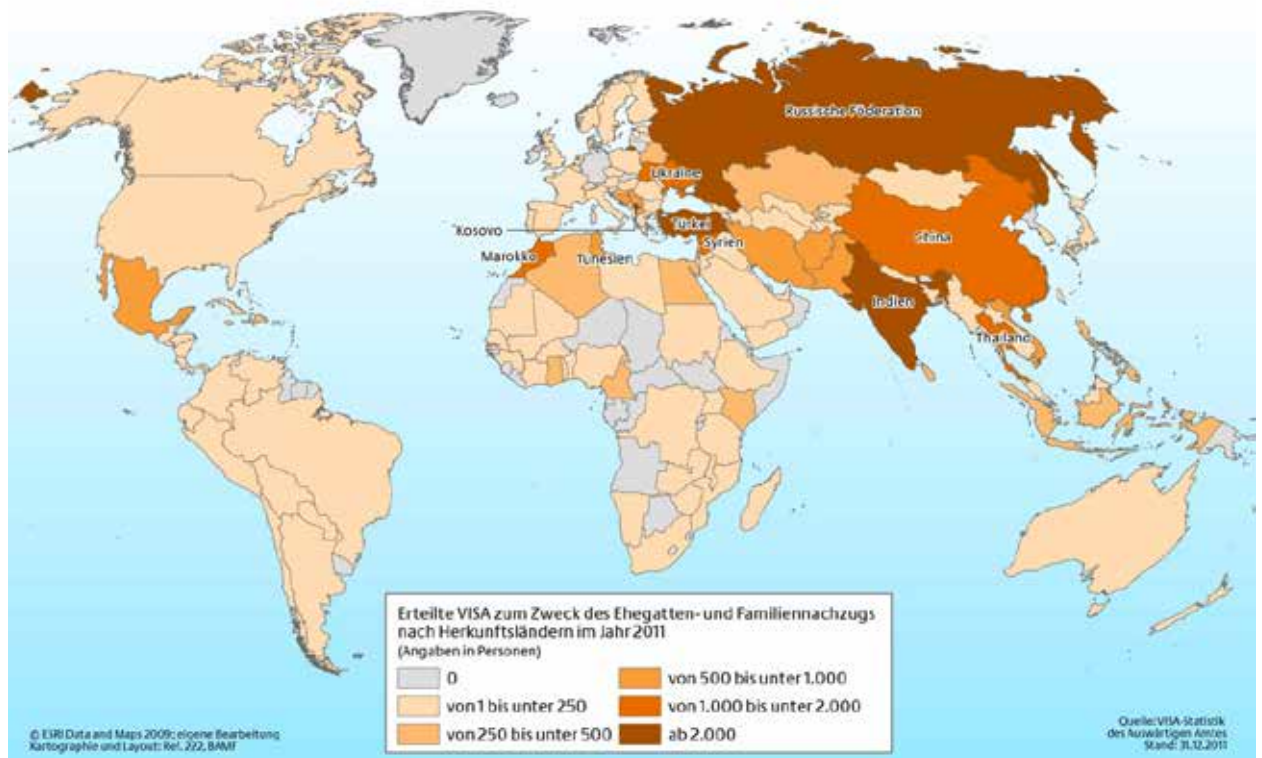 Russische Föderation
Ukraine
Kosovo
Türkei
Syrien
Marokko
Tunesien
China
Indien
Thailand
Erteilte VISA zum Zweck des Ehegatten- und Familiennachzugs
nach Herkunftsländern im Jahr 2011
(Angaben in Personen)
0
von 500 bis unter 1.000
von 1 bis unter 250
von 1.000 bis unter 2.000
von 250 bis unter 500
ab 2.000
© ESRI Data and Maps 2009; eigene Bearbeitung
Kartographie und Layout: Ref. 222, BAMF
Quelle: VISA-Statistik
des Auswärtigen Amtes
Stand: 31.12.2011